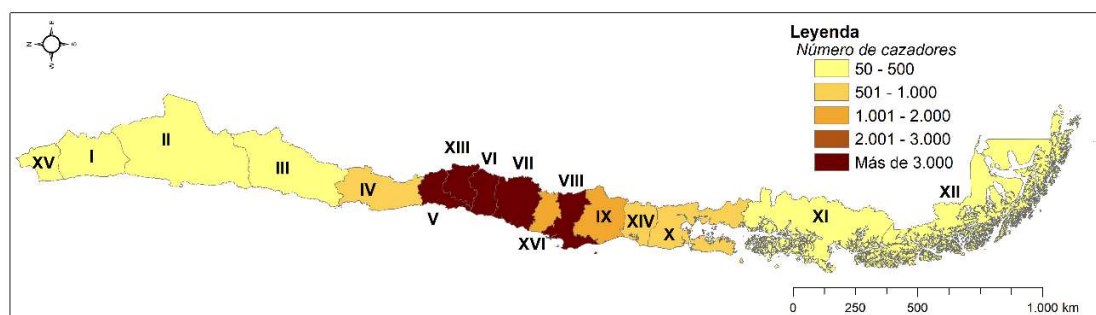 Leyenda
Número de cazadores
50 - 500
501 - 1.000
1.001 - 2.000
2.001 - 3.000
Más de 3.000
N
E
S
W
XV
I
II
III
IV
V
XIII
VI
VII
XVI
VIII
IX
XIV
X
XI
XII
0 250 500 1.000 km